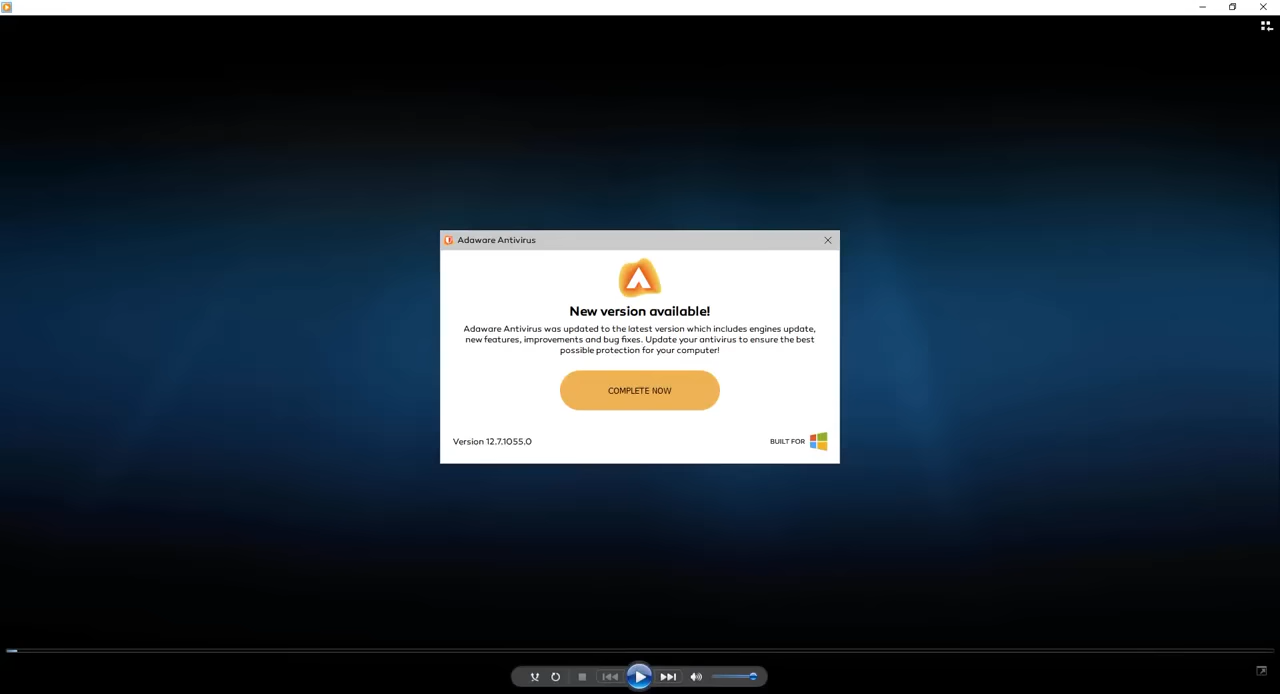 Adaware Antivirus
New version available!
Adaware Antivirus was updated to the latest version which includes engines update,
new features, improvements and bug fixes. Update your antivirus to ensure the best
possible protection for your computer!
COMPLETE NOW
Version 12.7.1055.0
BUILT FOR